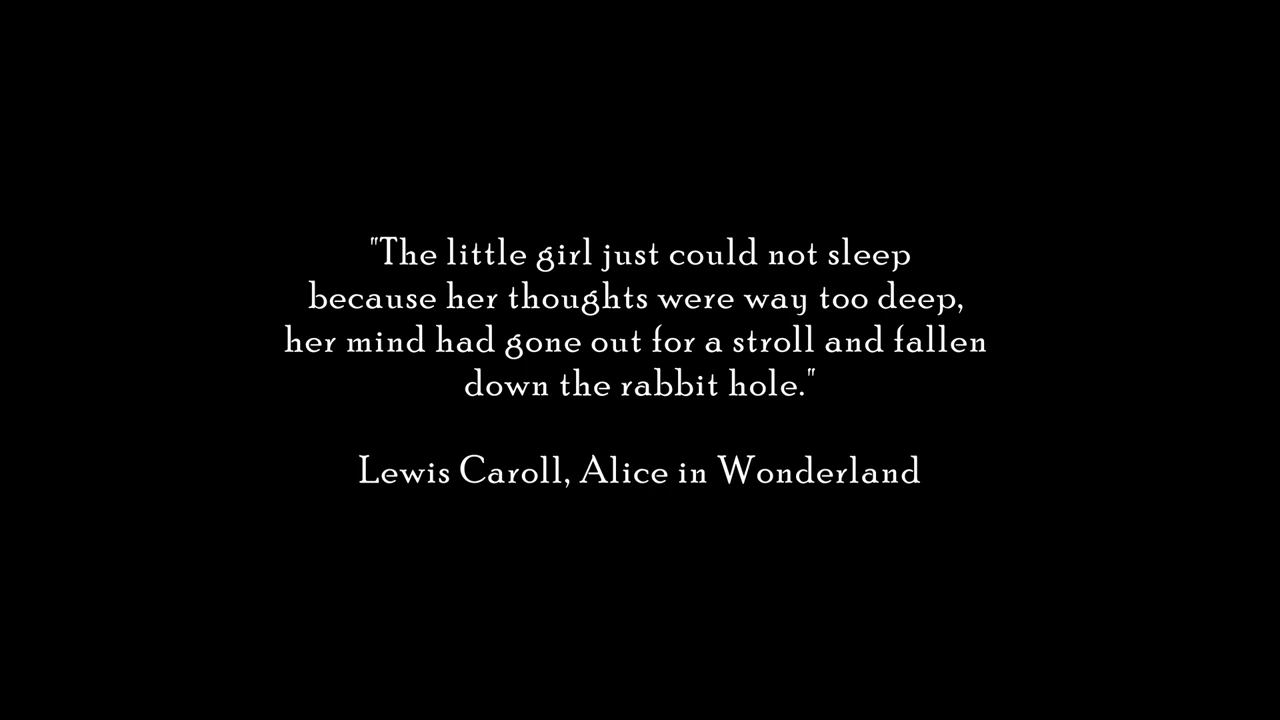 "The little girl just could not sleep
because her thoughts were way too deep,
her mind had gone out for a stroll and fallen
down the rabbit hole."
Lewis Caroll, Alice in Wonderland